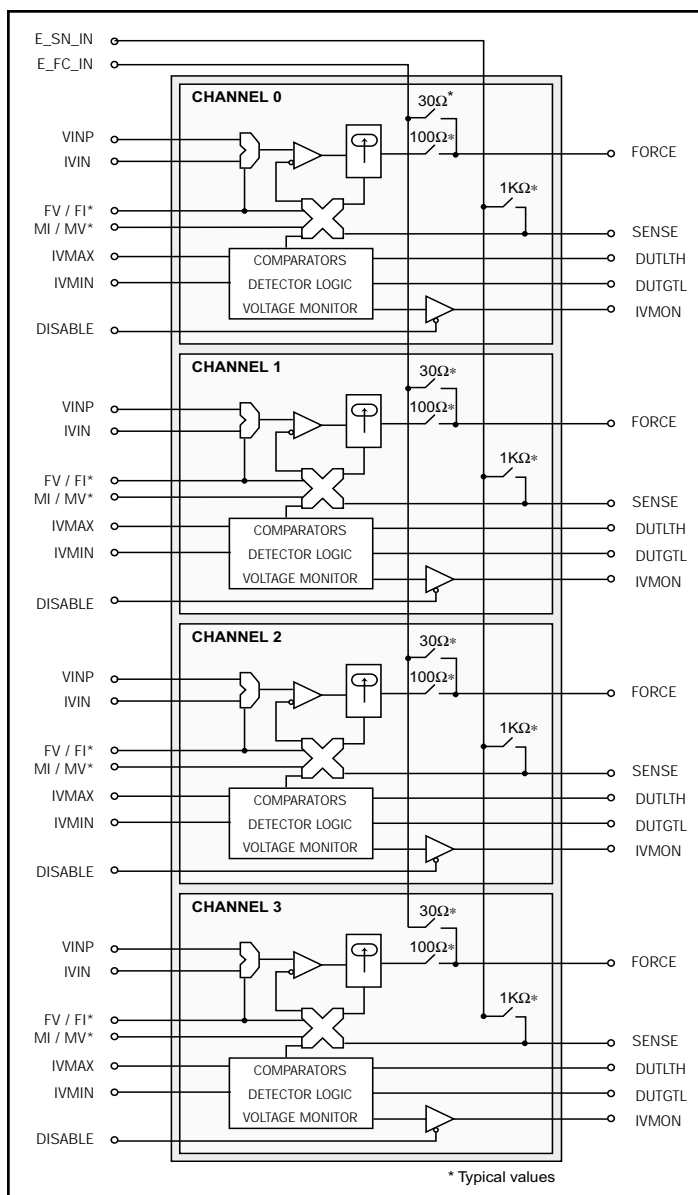 E_SN_IN
E_FC_IN
CHANNEL 0
30Ω*
100Ω*
VINP
IVIN
FORCE
1KΩ*
FV / FI*
MI / MV*
SENSE
IVMAX
COMPARATORS
DUTLTH
IVMIN
DETECTOR LOGIC
DUTGTL
VOLTAGE MONITOR
IVMON
DISABLE
CHANNEL 1
30Ω*
100Ω*
VINP
IVIN
FORCE
1KΩ*
FV / FI*
MI / MV*
SENSE
IVMAX
COMPARATORS
DUTLTH
IVMIN
DETECTOR LOGIC
DUTGTL
VOLTAGE MONITOR
IVMON
DISABLE
CHANNEL 2
30Ω*
100Ω*
VINP
IVIN
FORCE
1KΩ*
FV / FI*
MI / MV*
SENSE
IVMAX
COMPARATORS
DUTLTH
IVMIN
DETECTOR LOGIC
DUTGTL
VOLTAGE MONITOR
IVMON
DISABLE
CHANNEL 3
30Ω*
100Ω*
VINP
IVIN
FORCE
1KΩ*
FV / FI*
MI / MV*
SENSE
IVMAX
COMPARATORS
DUTLTH
IVMIN
DETECTOR LOGIC
DUTGTL
VOLTAGE MONITOR
IVMON
DISABLE
* Typical values